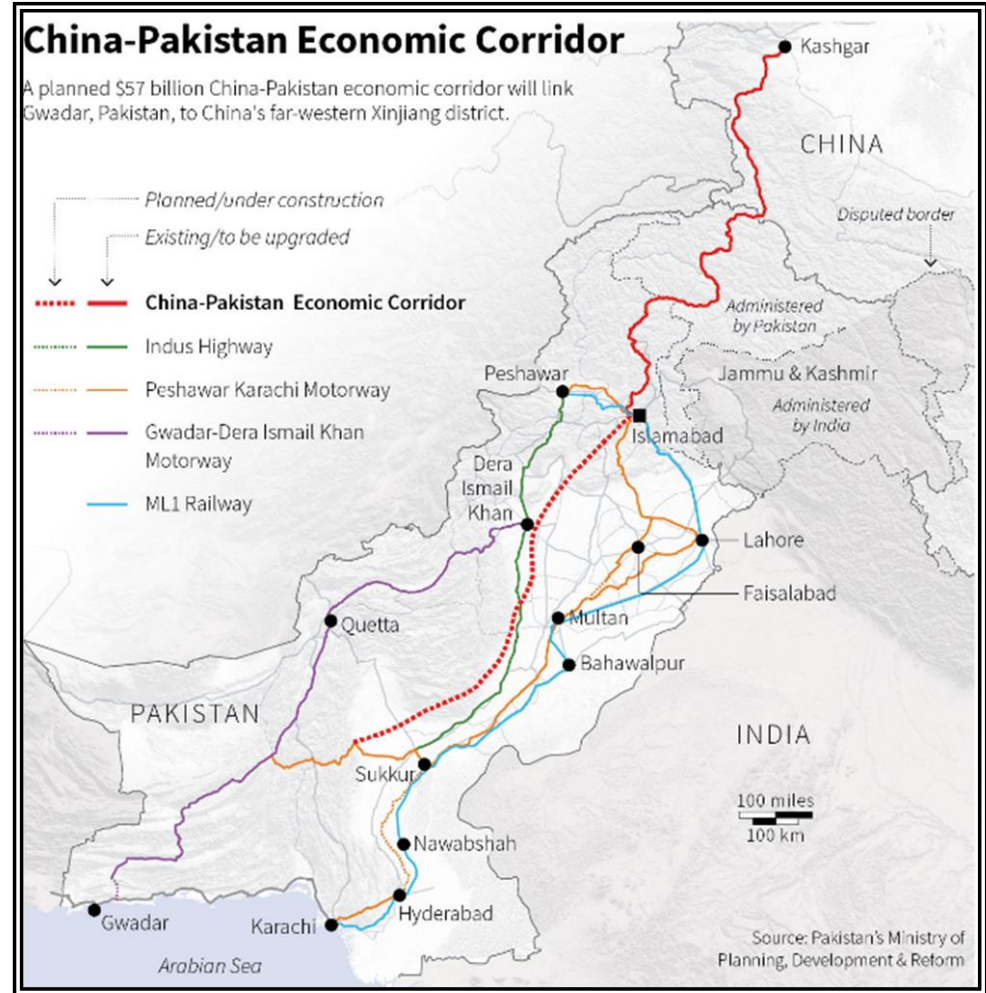 China-Pakistan Economic Corridor
A planned $57 billion China-Pakistan economic corridor will link
Gwadar, Pakistan, to China's far-western Xinjiang district.
Planned/under construction
Existing/to be upgraded
China-Pakistan Economic Corridor
Indus Highway
Peshawar Karachi Motorway
Gwadar-Dera Ismail Khan
Motorway
ML1 Railway
Kashgar
CHINA
Disputed border
Administered
by Pakistan
Jammu & Kashmir
Administered
by India
Peshawar
Islamabad
Dera
Ismail
Khan
Lahore
Faisalabad
Quetta
Multan
Bahawalpur
PAKISTAN
INDIA
Sukkur
100 miles
100 km
Nawabshah
Hyderabad
Gwadar
Karachi
Arabian Sea
Source: Pakistan's Ministry of
Planning, Development & Reform